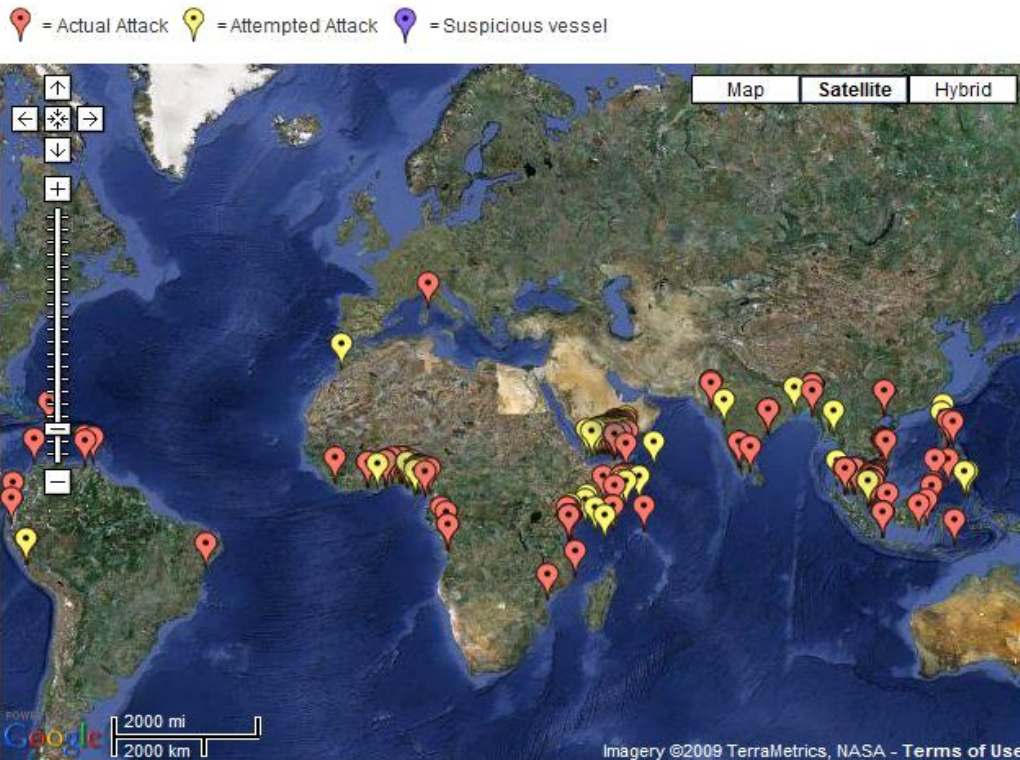 = Actual Attack = Attempted Attack = Suspicious vessel
Map Satellite Hybrid
POWE
Google
2000 mi
2000 km
Imagery ©2009 TerraMetrics, NASA - Terms of Use